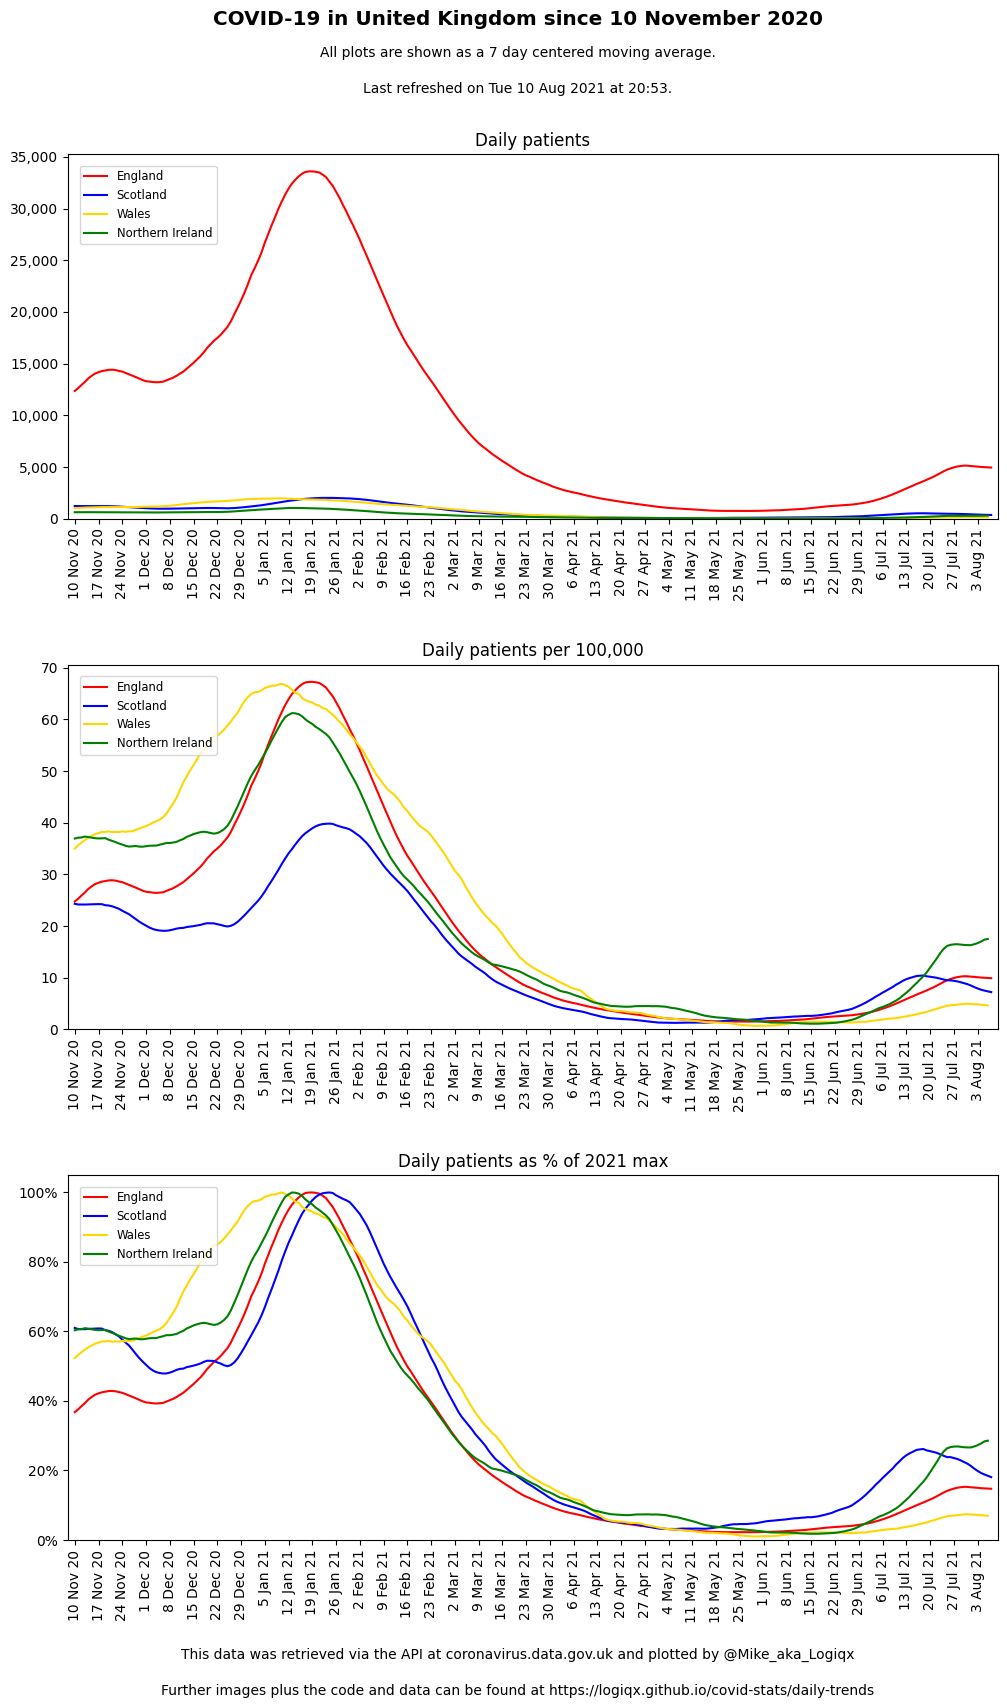 COVID-19 in United Kingdom since 10 November 2020
All plots are shown as a 7 day centered moving average.
Last refreshed on Tue 10 Aug 2021 at 20:53.
Daily patients
35,000
30,000
25,000
20,000
15,000
10,000
5,000
0
England
Scotland
Wales
Northern Ireland
10 Nov 20
17 Nov 20
24 Nov 20
1 Dec 20
8 Dec 20
15 Dec 20
22 Dec 20
29 Dec 20
5 Jan 21
12 Jan 21
19 Jan 21
26 Jan 21
2 Feb 21
9 Feb 21
16 Feb 21
23 Feb 21
2 Mar 21
9 Mar 21
16 Mar 21
23 Mar 21
30 Mar 21
6 Apr 21
13 Apr 21
20 Apr 21
27 Apr 21
4 May 21
11 May 21
18 May 21
25 May 21
1 Jun 21
8 Jun 21
15 Jun 21
22 Jun 21
29 Jun 21
6 Jul 21
13 Jul 21
20 Jul 21
27 Jul 21
3 Aug 21
Daily patients per 100,000
70
60
50
40
30
20
10
0
England
Scotland
Wales
Northern Ireland
10 Nov 20
17 Nov 20
24 Nov 20
1 Dec 20
8 Dec 20
15 Dec 20
22 Dec 20
29 Dec 20
5 Jan 21
12 Jan 21
19 Jan 21
26 Jan 21
2 Feb 21
9 Feb 21
16 Feb 21
23 Feb 21
2 Mar 21
9 Mar 21
16 Mar 21
23 Mar 21
30 Mar 21
6 Apr 21
13 Apr 21
20 Apr 21
27 Apr 21
4 May 21
11 May 21
18 May 21
25 May 21
1 Jun 21
8 Jun 21
15 Jun 21
22 Jun 21
29 Jun 21
6 Jul 21
13 Jul 21
20 Jul 21
27 Jul 21
3 Aug 21
Daily patients as % of 2021 max
100%
80%
60%
40%
20%
0%
England
Scotland
Wales
Northern Ireland
10 Nov 20
17 Nov 20
24 Nov 20
1 Dec 20
8 Dec 20
15 Dec 20
22 Dec 20
29 Dec 20
5 Jan 21
12 Jan 21
19 Jan 21
26 Jan 21
2 Feb 21
9 Feb 21
16 Feb 21
23 Feb 21
2 Mar 21
9 Mar 21
16 Mar 21
23 Mar 21
30 Mar 21
6 Apr 21
13 Apr 21
20 Apr 21
27 Apr 21
4 May 21
11 May 21
18 May 21
25 May 21
1 Jun 21
8 Jun 21
15 Jun 21
22 Jun 21
29 Jun 21
6 Jul 21
13 Jul 21
20 Jul 21
27 Jul 21
3 Aug 21
This data was retrieved via the API at coronavirus.data.gov.uk and plotted by @Mike_aka_Logiqx
Further images plus the code and data can be found at https://logiqx.github.io/covid-stats/daily-trends